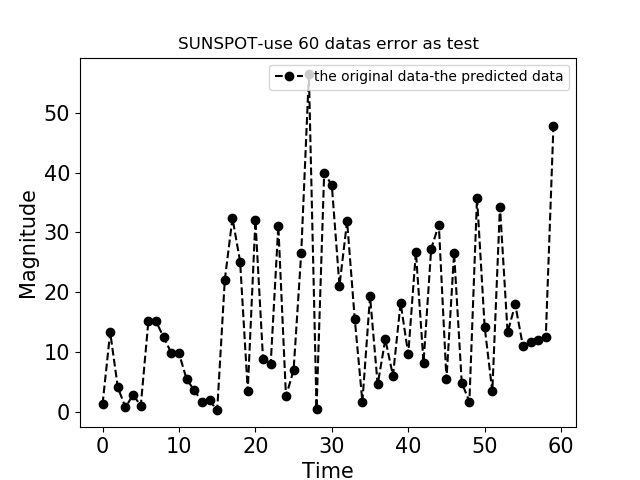 SUNSPOT-use 60 datas error as test
the original data-the predicted data
50
40
30
20
10
0
Magnitude
0 10 20 30 40 50 60
Time